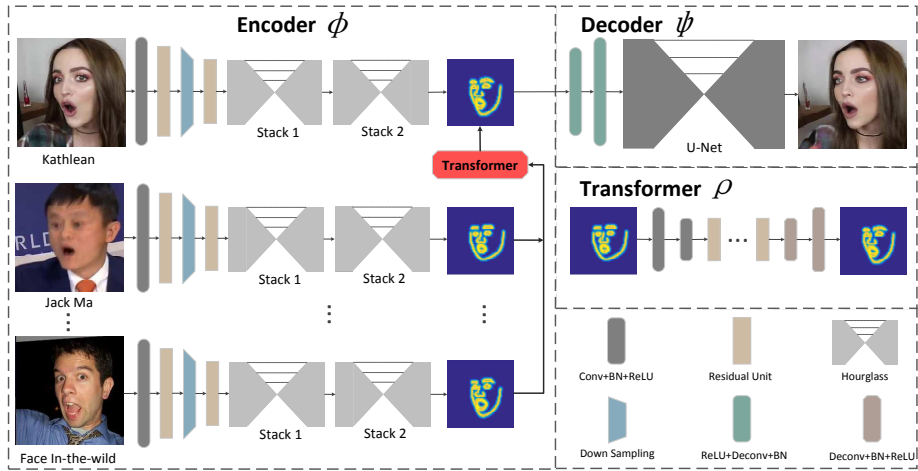 Encoder ϕ
Kathlean
Stack 1
Stack 2
Transformer
RLD
Jack Ma
Stack 1
Stack 2
Face In-the-wild
Stack 1
Stack 2
Decoder ψ
U-Net
Transformer ρ
Conv+BN+ReLU
Residual Unit
Hourglass
Down Sampling
ReLU+Deconv+BN
Deconv+BN+ReLU